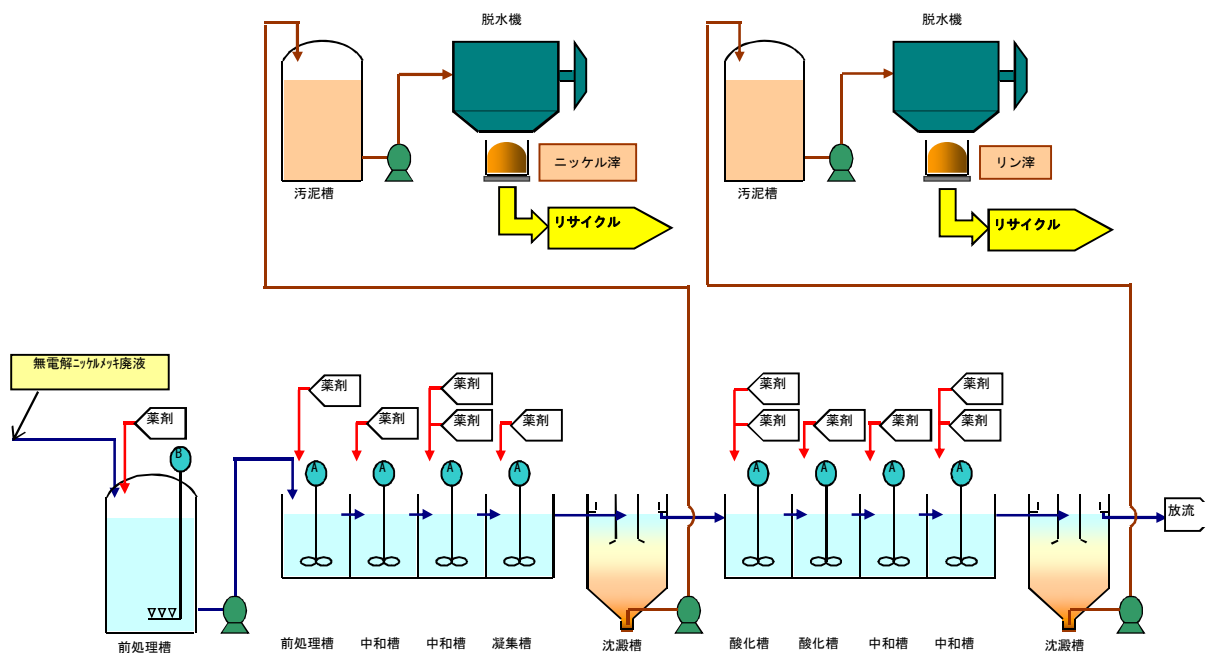 脱水機
脱水機
ニッケル滓
リン滓
汚泥槽
汚泥槽
リサイクル
リサイクル
無電解ﾆｯｹﾙﾒｯｷ廃液
薬剤
薬剤
薬剤
薬剤
薬剤
薬剤
薬剤
薬剤
薬剤
薬剤
薬剤
薬剤
B
A
A
A
A
A
A
A
A
放流
前処理槽
前処理槽
中和槽
中和槽
凝集槽
沈澱槽
酸化槽
酸化槽
中和槽
中和槽
沈澱槽